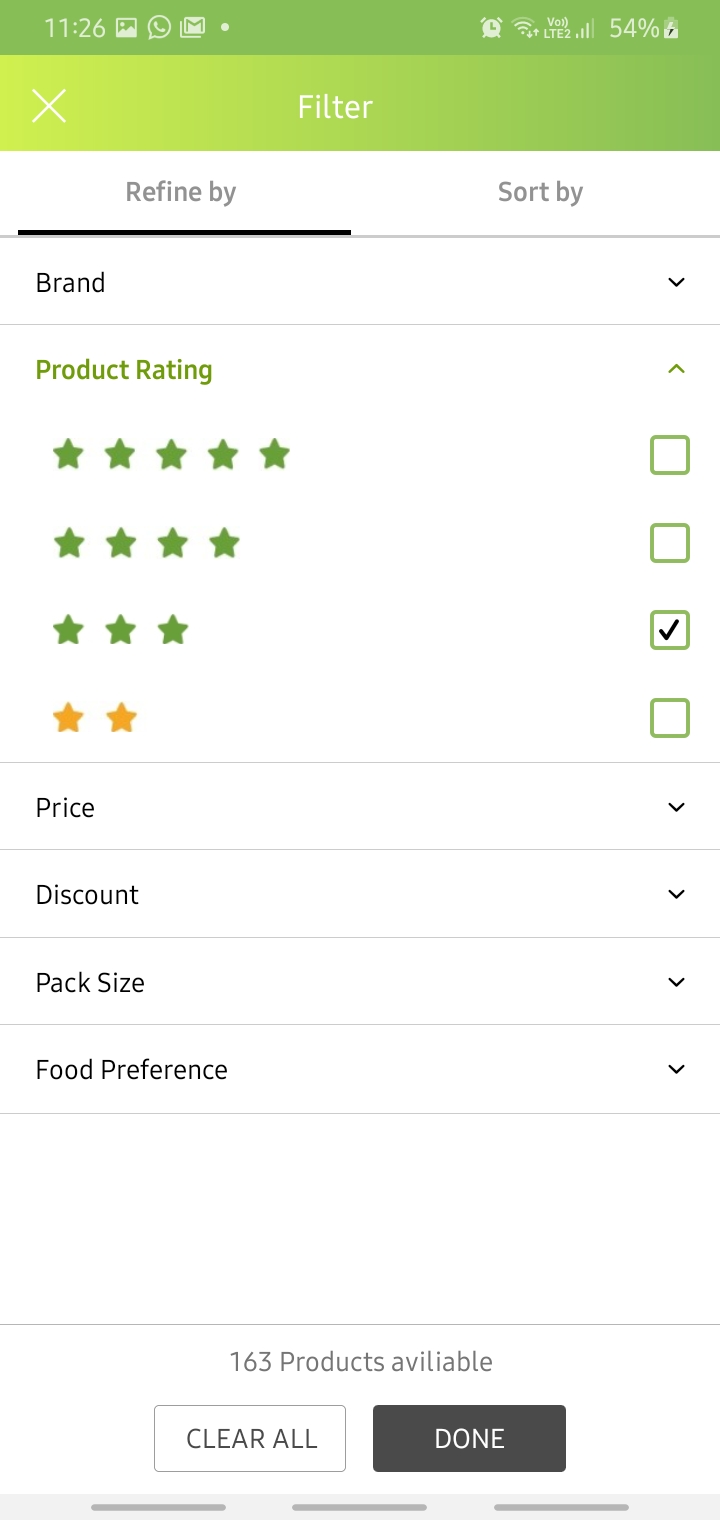 11:26 Vo)) LTE2 54%
Filter
Refine by Sort by
Brand
Product Rating
Price
Discount
Pack Size
Food Preference
163 Products aviliable
CLEAR ALL DONE